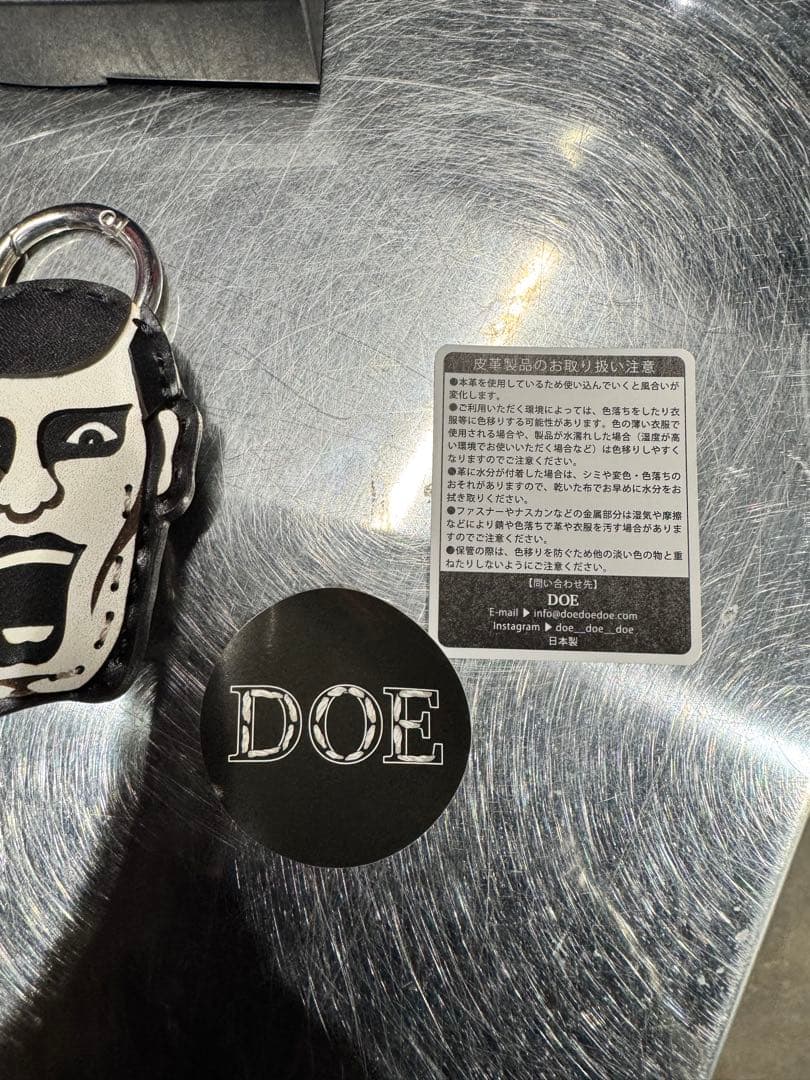 皮革製品のお取り扱い注意
●本革を使用しているため使い込んでいくと風合いが
変化します。
●ご利用いただく環境によっては、色落ちをしたり衣
服等に色移りする可能性があります。色の薄い衣服で
使用される場合や、製品が水濡れした場合（湿度が高
い環境でお使いいただく場合など）は色移りしやすく
なりますのでご注意ください。
●革に水分が付着した場合は、シミや変色・色落ちの
おそれがありますので、乾いた布でお早めに水分をお
拭き取りください。
●ファスナーやナスカンなどの金属部分は湿気や摩擦
などにより錆や色落ちで革や衣服を汚す場合がありま
すのでご注意ください。
●保管の際は、色移りを防ぐため他の淡い色の物と重
ねたりしないようにご注意ください。
【問い合わせ先】
DOE
E-mail ▶ info@doedoedoe.com
Instagram ▶ doe__doe__doe
日本製
DOE